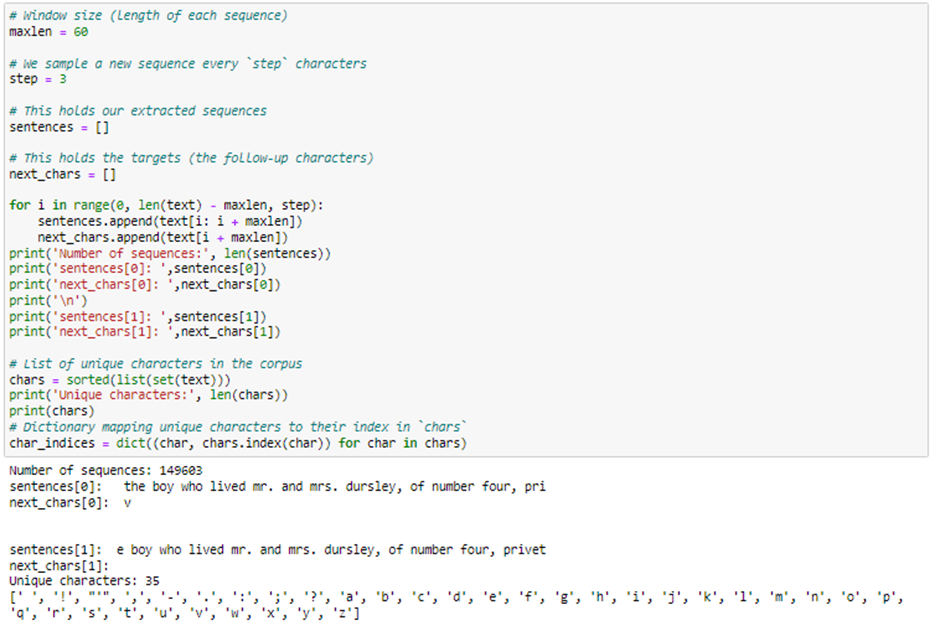 # Window size (length of each sequence)
maxlen = 60
# We sample a new sequence every `step` characters
step = 3
# This holds our extracted sequences
sentences = []
# This holds the targets (the follow-up characters)
next_chars = []
for i in range(0, len(text) - maxlen, step):
    sentences.append(text[i: i + maxlen])
    next_chars.append(text[i + maxlen])
print('Number of sequences:', len(sentences))
print('sentences[0]: ',sentences[0])
print('next_chars[0]: ',next_chars[0])
print('\n')
print('sentences[1]: ',sentences[1])
print('next_chars[1]: ',next_chars[1])
# List of unique characters in the corpus
chars = sorted(list(set(text)))
print('Unique characters:', len(chars))
print(chars)
# Dictionary mapping unique characters to their index in `chars`
char_indices = dict((char, chars.index(char)) for char in chars)
Number of sequences: 149603
sentences[0]:   the boy who lived mr. and mrs. dursley, of number four, pri
next_chars[0]:  v
sentences[1]:  e boy who lived mr. and mrs. dursley, of number four, privet
next_chars[1]:
Unique characters: 35
[' ', '!', "'", ',', '-', '.', ':', ';', '?', 'a', 'b', 'c', 'd', 'e', 'f', 'g', 'h', 'i', 'j', 'k', 'l', 'm', 'n', 'o', 'p',
'q', 'r', 's', 't', 'u', 'v', 'w', 'x', 'y', 'z']